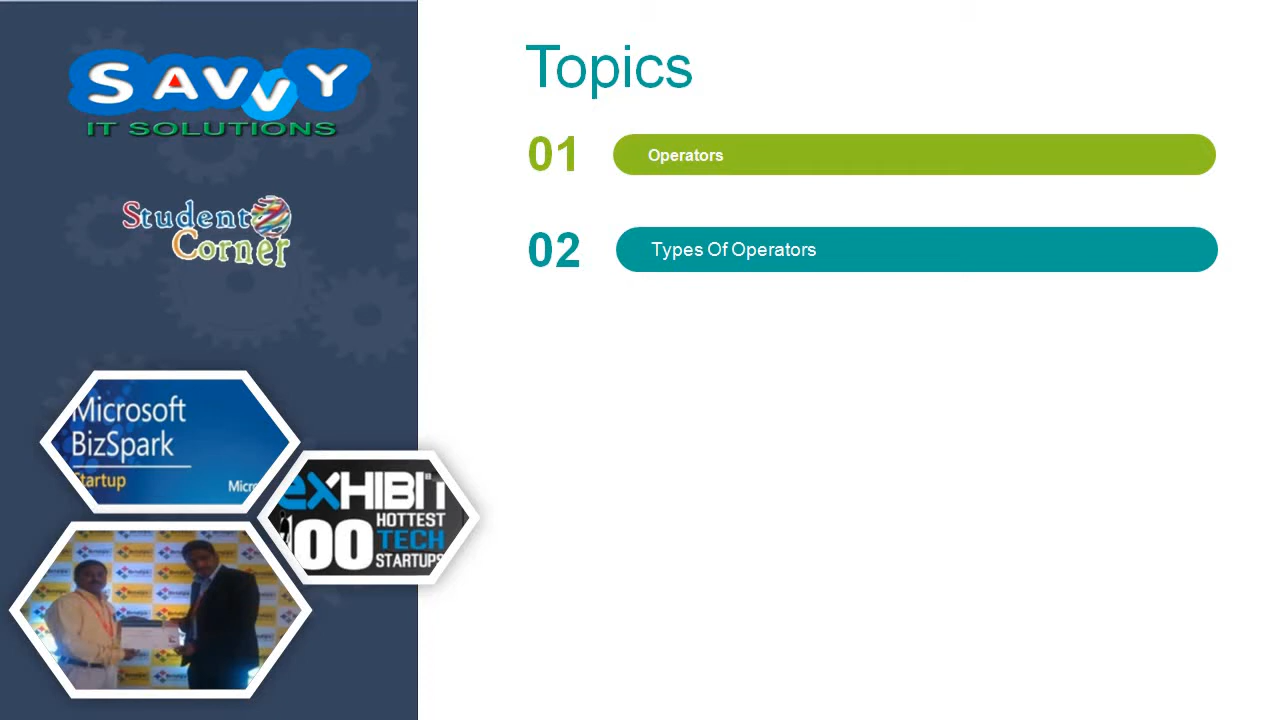 SAVVY
IT SOLUTIONS
Student
Corner
Topics
01
Operators
02
Types Of Operators
Microsoft
BizSpark
Startup
Micro
eXHIBIT
100
HOTTEST
TECH
STARTUPS